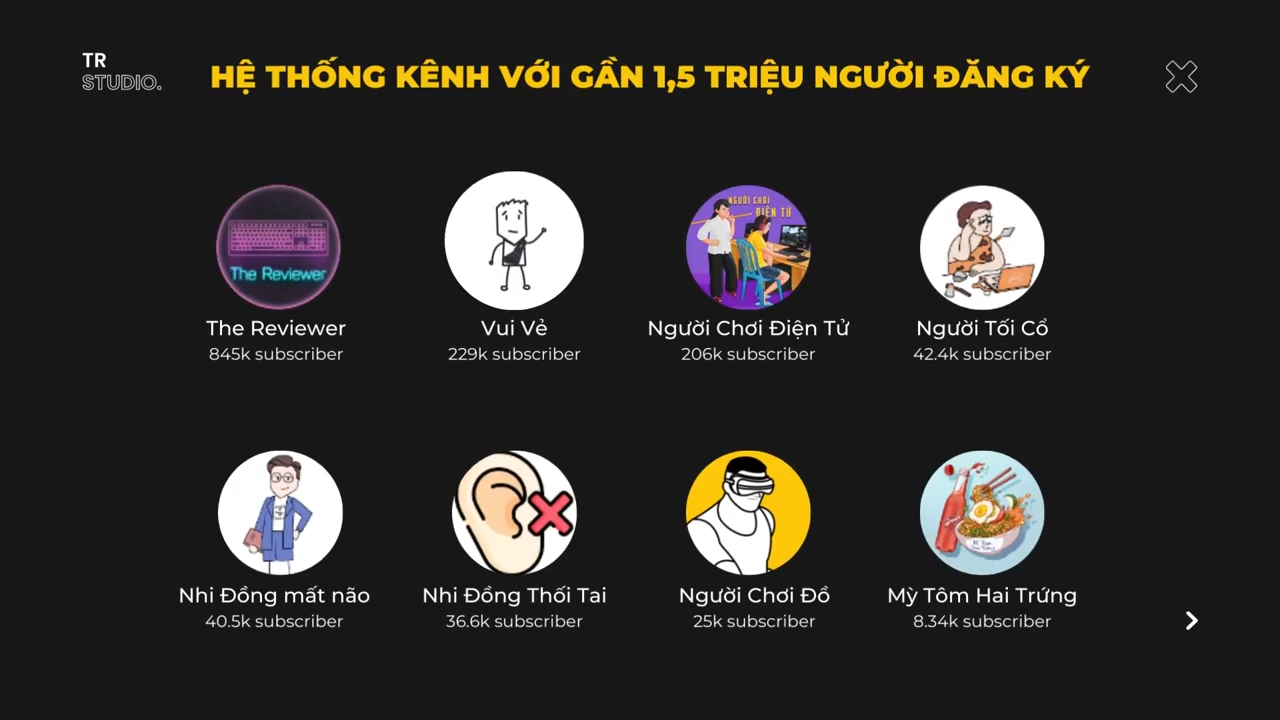 TR
STUDIO.
HỆ THỐNG KÊNH VỚI GẦN 1,5 TRIỆU NGƯỜI ĐĂNG KÝ
The Reviewer
NGƯỜI CHƠI
ĐIỆN TỬ
The Reviewer
845k subscriber
Vui Vẻ
229k subscriber
Người Chơi Điện Tử
206k subscriber
Người Tối Cổ
42.4k subscriber
Nhi Đồng mất não
40.5k subscriber
Nhi Đồng Thối Tai
36.6k subscriber
Người Chơi Đồ
25k subscriber
Mỳ Tôm Hai Trứng
8.34k subscriber